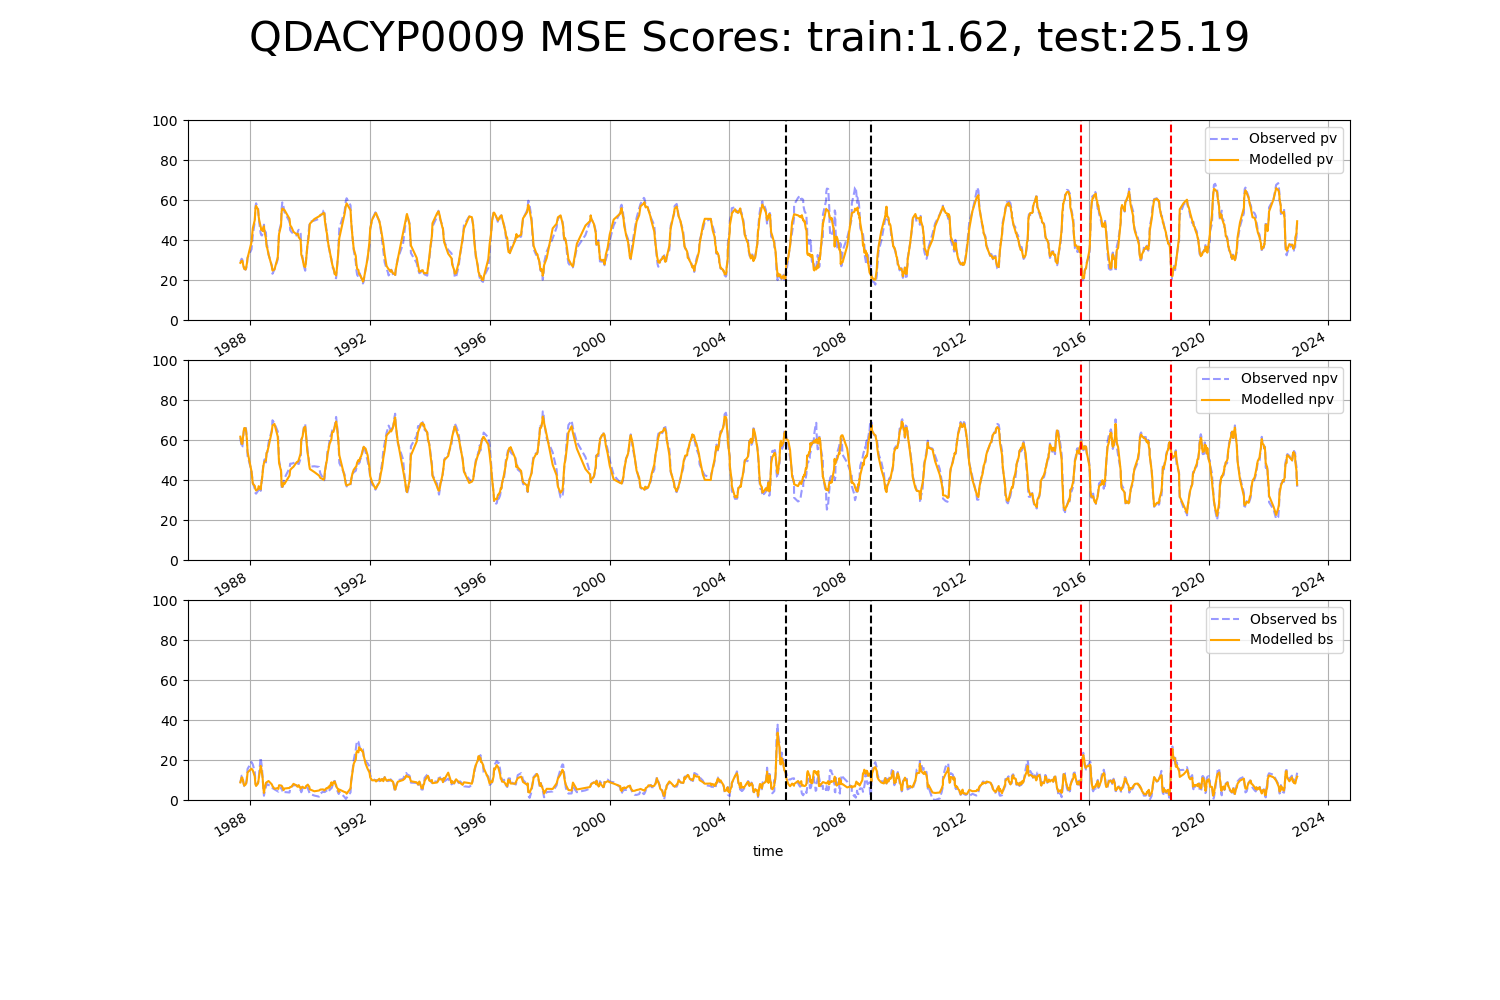 QDACYP0009 MSE Scores: train:1.62, test:25.19
100
80
60
40
20
0
Observed pv
Modelled pv
1988 1992 1996 2000 2004 2008 2012 2016 2020 2024
100
80
60
40
20
0
Observed npv
Modelled npv
1988 1992 1996 2000 2004 2008 2012 2016 2020 2024
100
80
60
40
20
0
Observed bs
Modelled bs
1988 1992 1996 2000 2004 2008 2012 2016 2020 2024
time